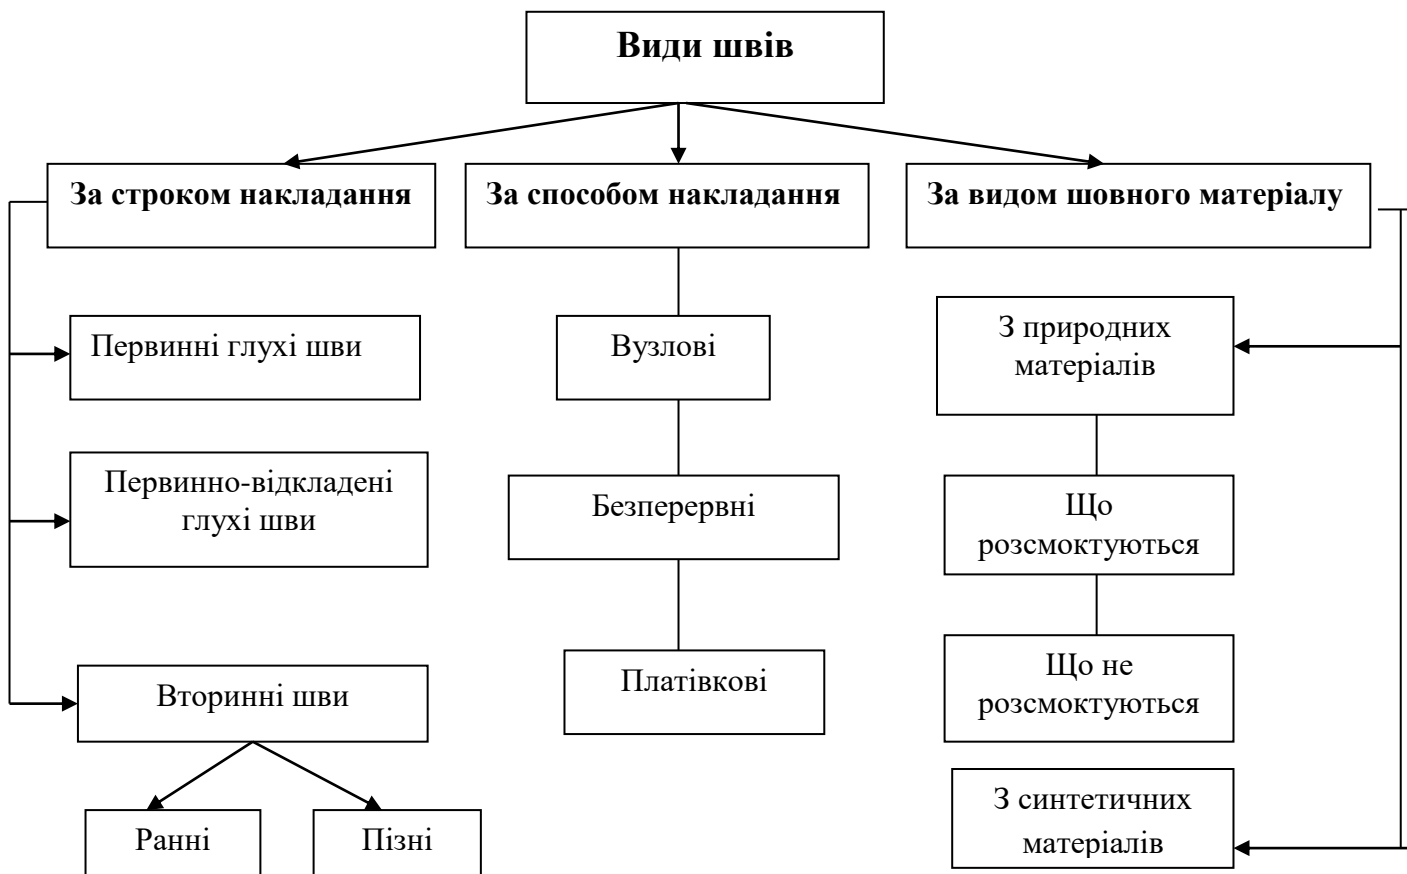 Види швів
За строком накладання
За способом накладання
За видом шовного матеріалу
Первинні глухі шви
Первинно-відкладені
глухі шви
Вторинні шви
Ранні
Пізні
Вузлові
Безперервні
Платівкові
З природних
матеріалів
Що
розсмоктуються
Що не
розсмоктуються
З синтетичних
матеріалів